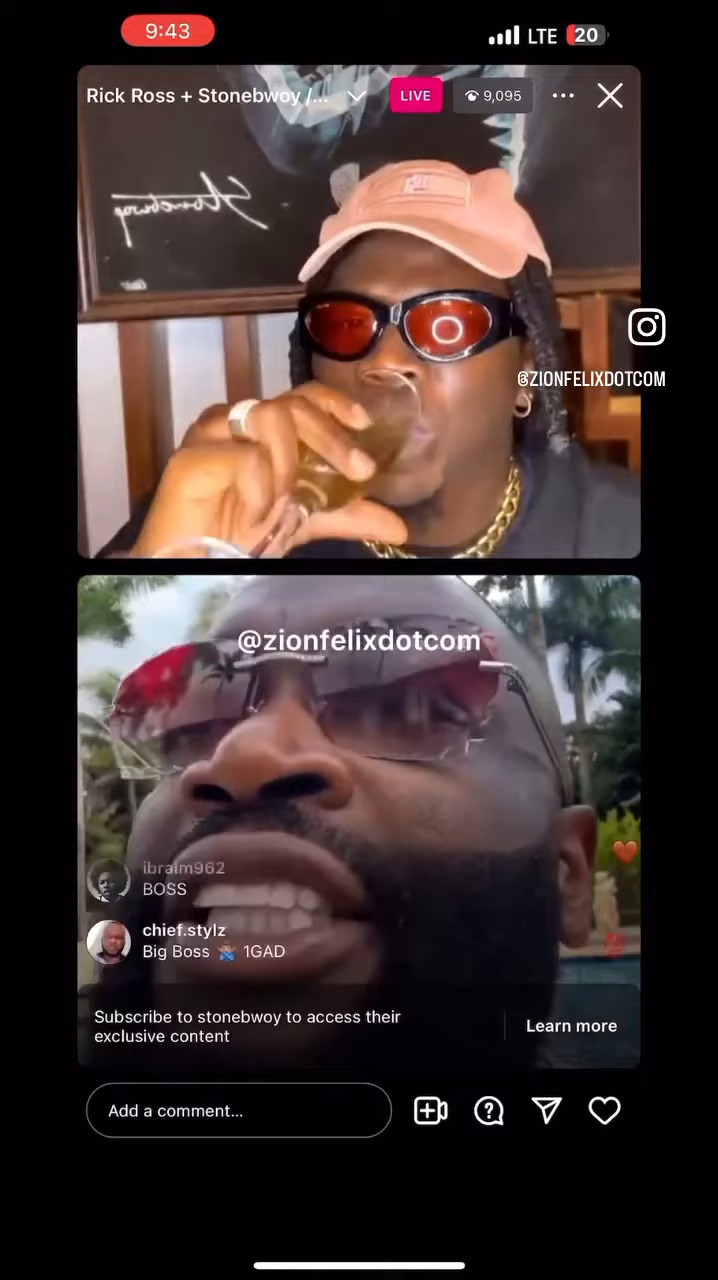 9:43
LTE 20
Rick Ross + Stonebwoy /...
LIVE
9,095
Stonebwoy
@ZIONFELIXDOTCOM
@zionfelixdotcom
ibraim962
BOSS
chief.stylz
Big Boss 🙅🏾‍♂️ 1GAD
Subscribe to stonebwoy to access their
exclusive content
Learn more
Add a comment...